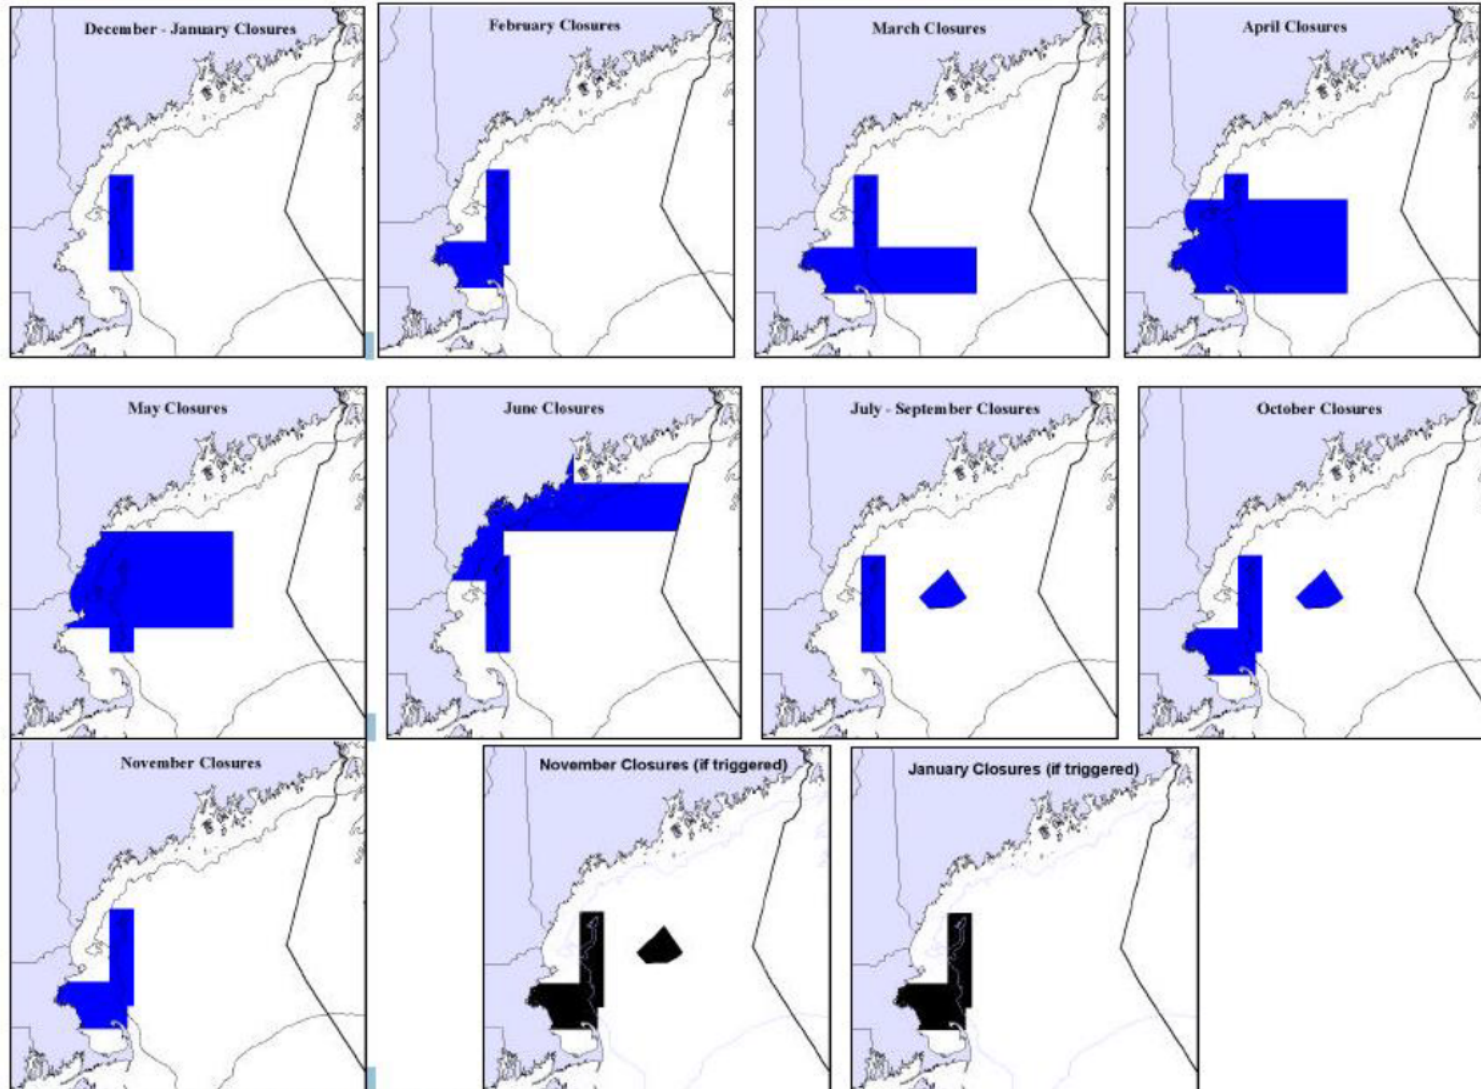 December - January Closures
February Closures
March Closures
April Closures
May Closures
June Closures
July - September Closures
October Closures
November Closures
November Closures (if triggered)
January Closures (if triggered)